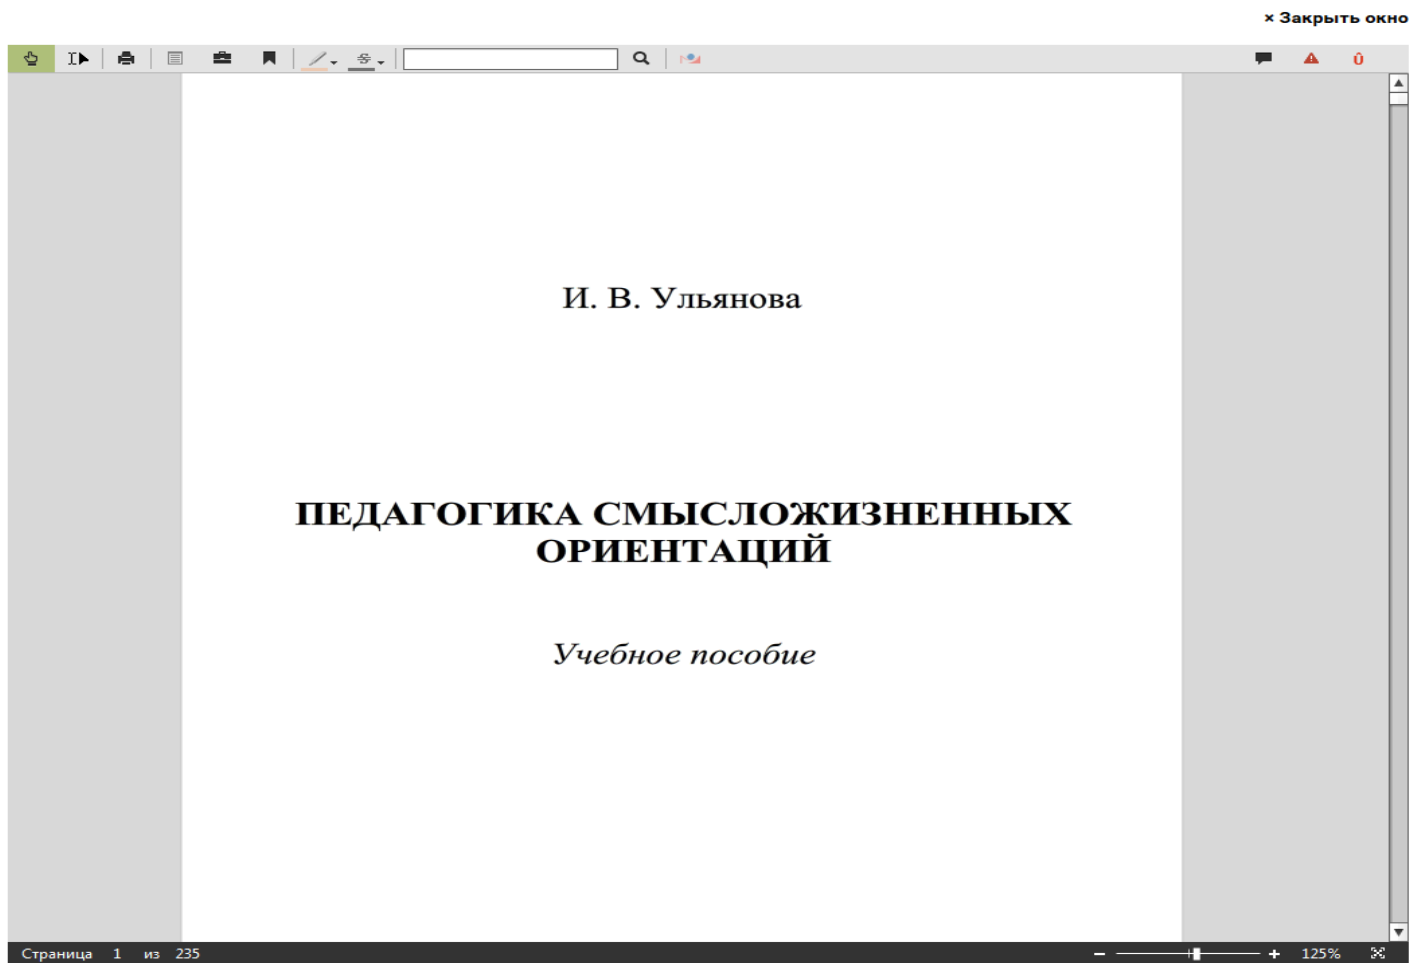 × Закрыть окно
И. В. Ульянова
ПЕДАГОГИКА СМЫСЛОЖИЗНЕННЫХ
ОРИЕНТАЦИЙ
Учебное пособие
Страница 1 из 235
125%